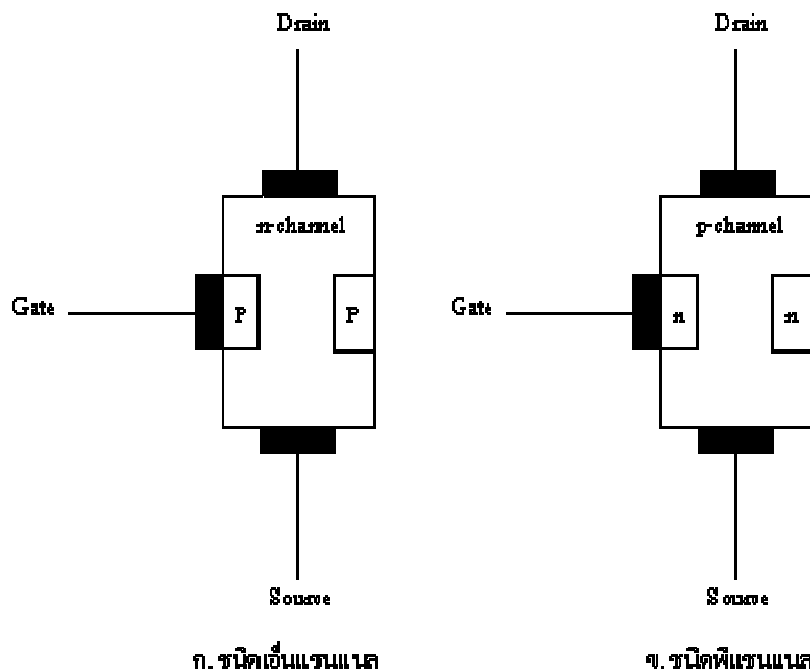 Drain
n-channel
Gate
P
P
Source
ก. ชนิดเอ็นแชนแนล
Drain
p-channel
Gate
n
n
Source
ข. ชนิดพีแชนแนล